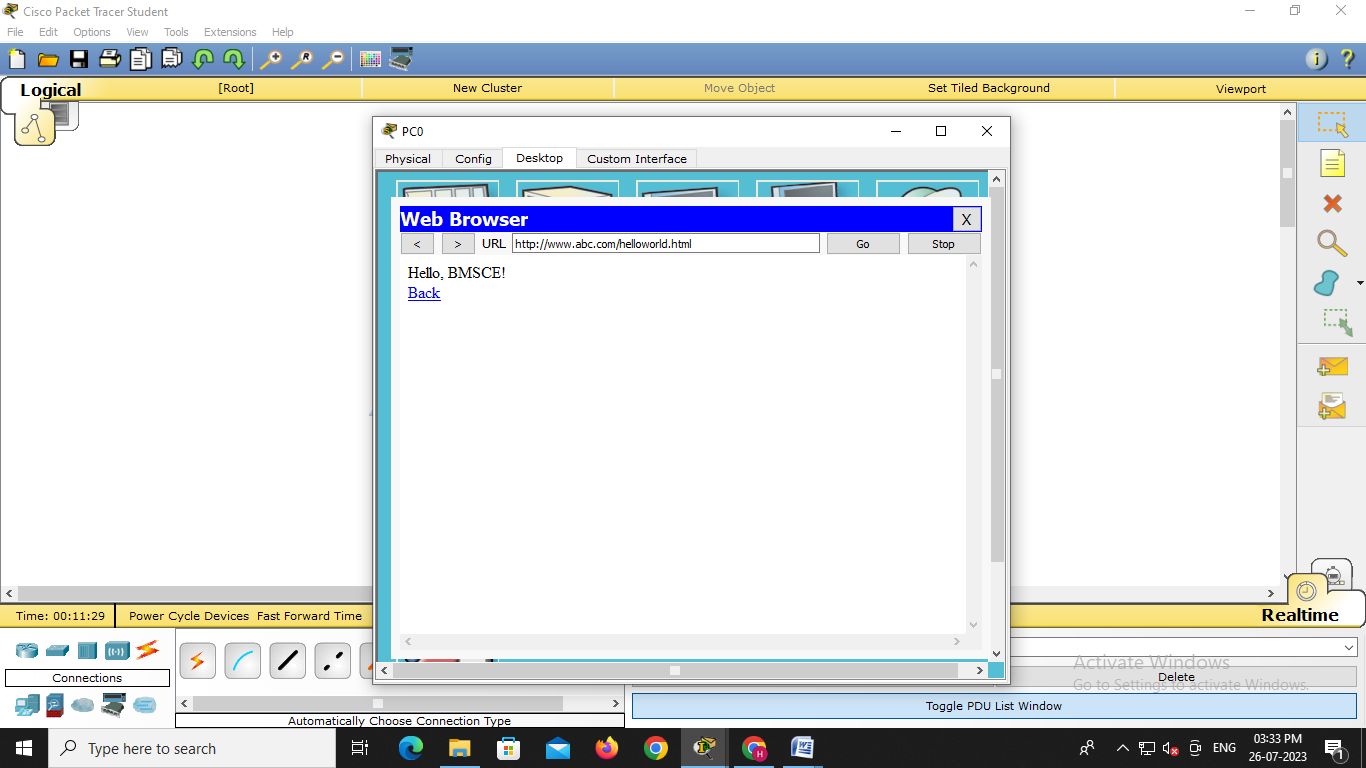 Cisco Packet Tracer Student
File Edit Options View Tools Extensions Help
Logical [Root] New Cluster Move Object Set Tiled Background Viewport
PC0
Physical Config Desktop Custom Interface
Web Browser X
< > URL http://www.abc.com/helloworld.html Go Stop
Hello, BMSCE!
Back
Time: 00:11:29 Power Cycle Devices Fast Forward Time Realtime
Connections
Automatically Choose Connection Type
Delete
Toggle PDU List Window
Activate Windows
Go to Settings to activate Windows.
Type here to search
ENG
03:33 PM
26-07-2023
1